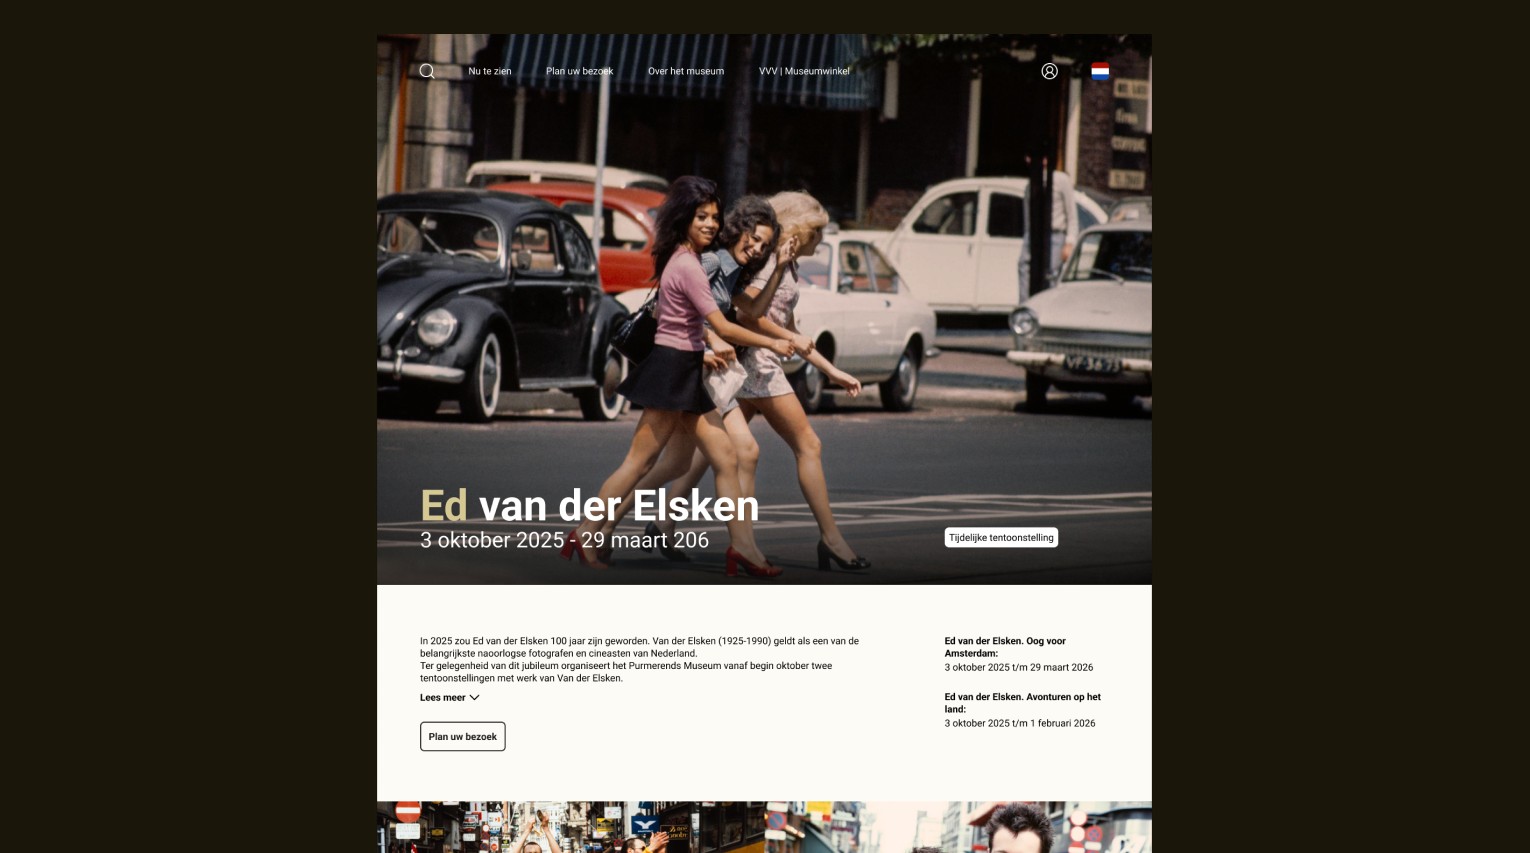 Nu te zien
Plan uw bezoek
Over het museum
VVV | Museumwinkel
Ed van der Elsken
3 oktober 2025 - 29 maart 206
Tijdelijke tentoonstelling
In 2025 zou Ed van der Elsken 100 jaar zijn geworden. Van der Elsken (1925-1990) geldt als een van de
belangrijkste naoorlogse fotografen en cineasten van Nederland.
Ter gelegenheid van dit jubileum organiseert het Purmerends Museum vanaf begin oktober twee
tentoonstellingen met werk van Van der Elsken.
Lees meer
Plan uw bezoek
Ed van der Elsken. Oog voor
Amsterdam:
3 oktober 2025 t/m 29 maart 2026
Ed van der Elsken. Avonturen op het
land:
3 oktober 2025 t/m 1 februari 2026